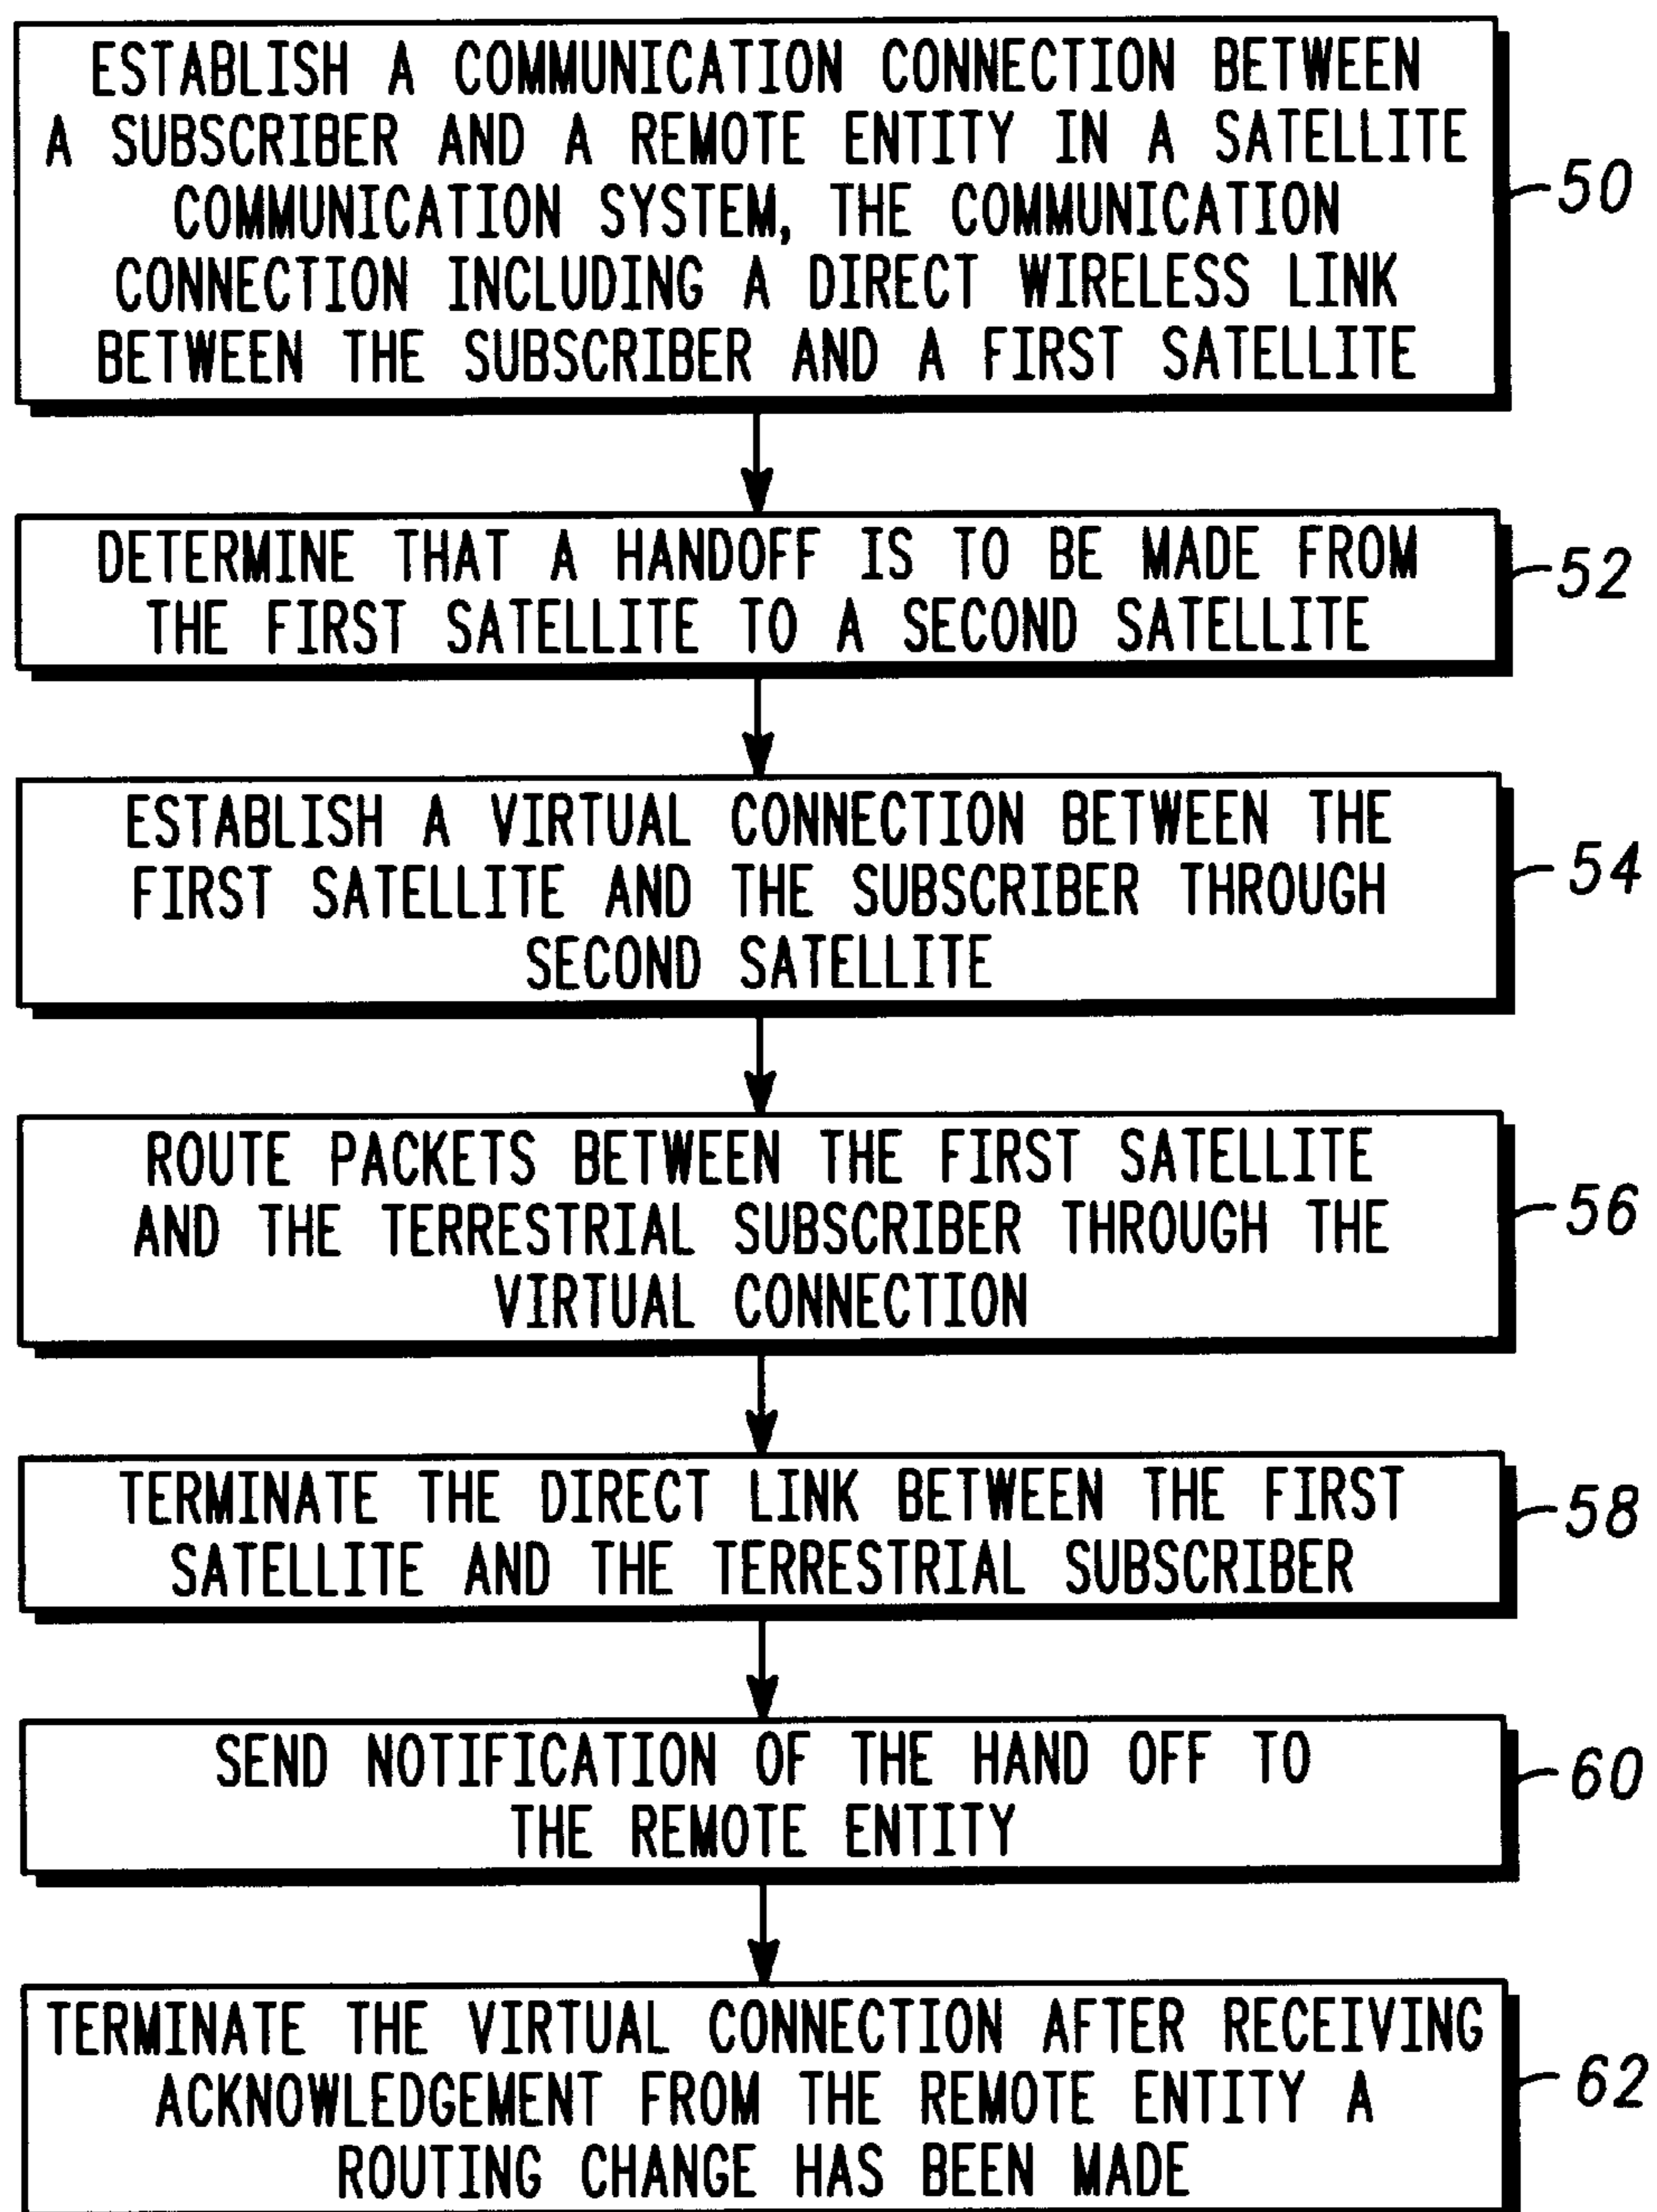 ESTABLISH A COMMUNICATION CONNECTION BETWEEN
A SUBSCRIBER AND A REMOTE ENTITY IN A SATELLITE
COMMUNICATION SYSTEM, THE COMMUNICATION
CONNECTION INCLUDING A DIRECT WIRELESS LINK
BETWEEN THE SUBSCRIBER AND A FIRST SATELLITE
50
DETERMINE THAT A HANDOFF IS TO BE MADE FROM
THE FIRST SATELLITE TO A SECOND SATELLITE
52
ESTABLISH A VIRTUAL CONNECTION BETWEEN THE
FIRST SATELLITE AND THE SUBSCRIBER THROUGH
SECOND SATELLITE
54
ROUTE PACKETS BETWEEN THE FIRST SATELLITE
AND THE TERRESTRIAL SUBSCRIBER THROUGH THE
VIRTUAL CONNECTION
56
TERMINATE THE DIRECT LINK BETWEEN THE FIRST
SATELLITE AND THE TERRESTRIAL SUBSCRIBER
58
SEND NOTIFICATION OF THE HAND OFF TO
THE REMOTE ENTITY
60
TERMINATE THE VIRTUAL CONNECTION AFTER RECEIVING
ACKNOWLEDGEMENT FROM THE REMOTE ENTITY A
ROUTING CHANGE HAS BEEN MADE
62